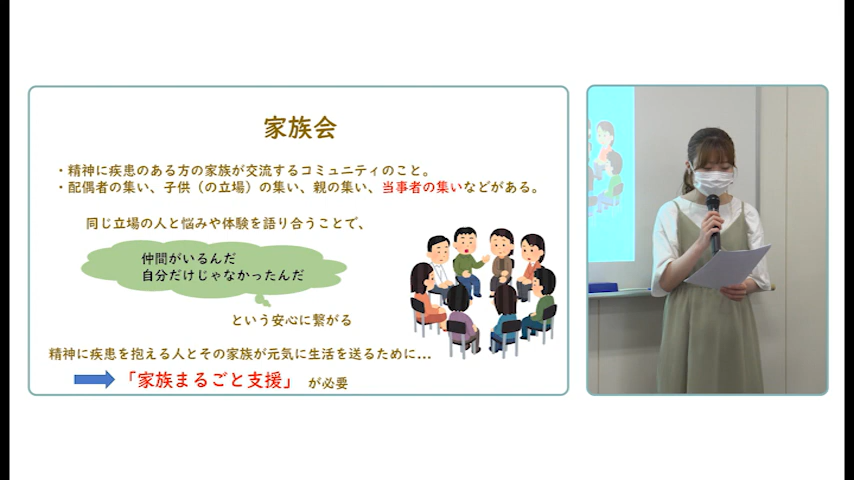 家族会
・精神に疾患のある方の家族が交流するコミュニティのこと。
・配偶者の集い、子供（の立場）の集い、親の集い、当事者の集いなどがある。
同じ立場の人と悩みや体験を語り合うことで、
仲間がいるんだ
自分だけじゃなかったんだ
という安心に繋がる
精神に疾患を抱える人とその家族が元気に生活を送るために…
「家族まるごと支援」 が必要